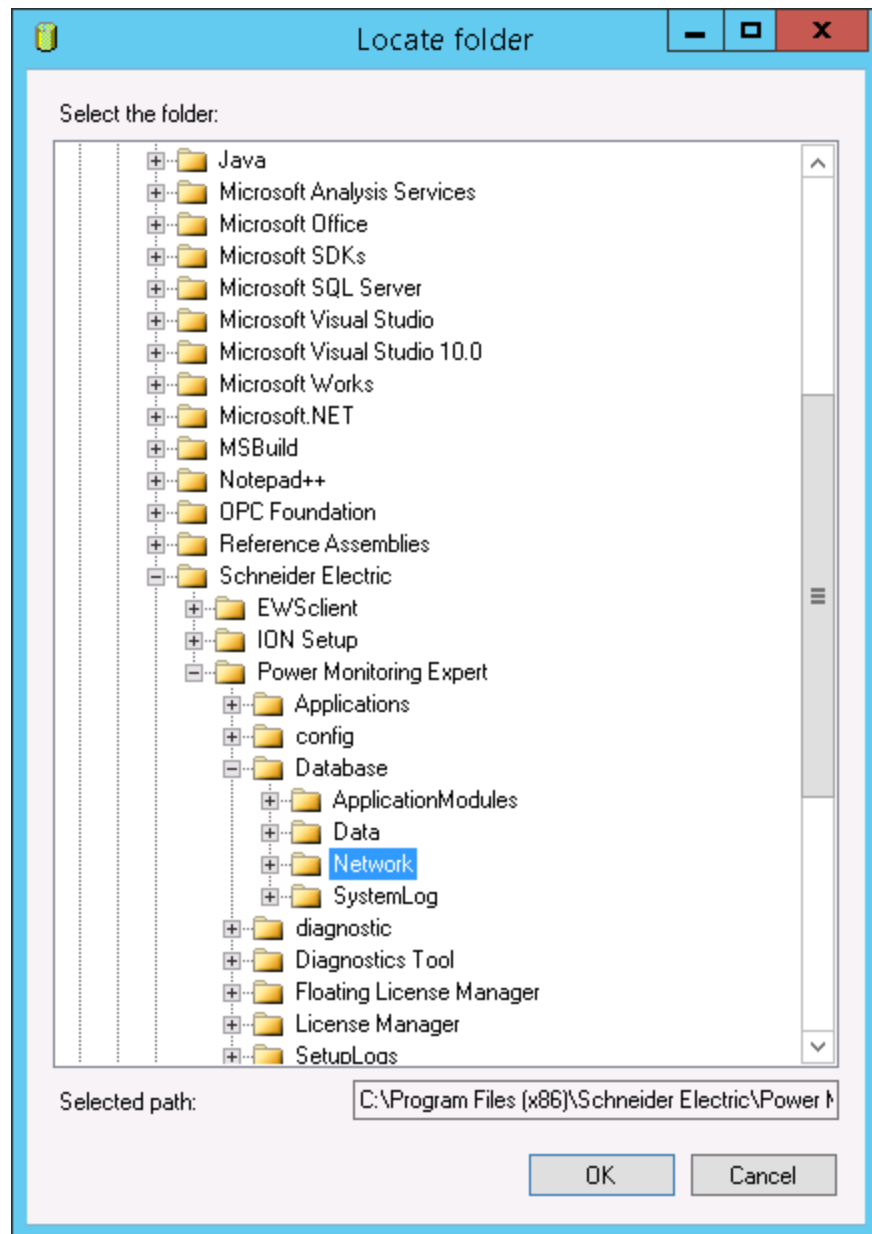 Locate folder
Select the folder:
Java
Microsoft Analysis Services
Microsoft Office
Microsoft SDKs
Microsoft SQL Server
Microsoft Visual Studio
Microsoft Visual Studio 10.0
Microsoft Works
Microsoft.NET
MSBuild
Notepad++
OPC Foundation
Reference Assemblies
Schneider Electric
EWSclient
ION Setup
Power Monitoring Expert
Applications
config
Database
ApplicationModules
Data
Network
SystemLog
diagnostic
Diagnostics Tool
Floating License Manager
License Manager
SetupLogs
Selected path: C:\Program Files (x86)\Schneider Electric\Power
OK Cancel